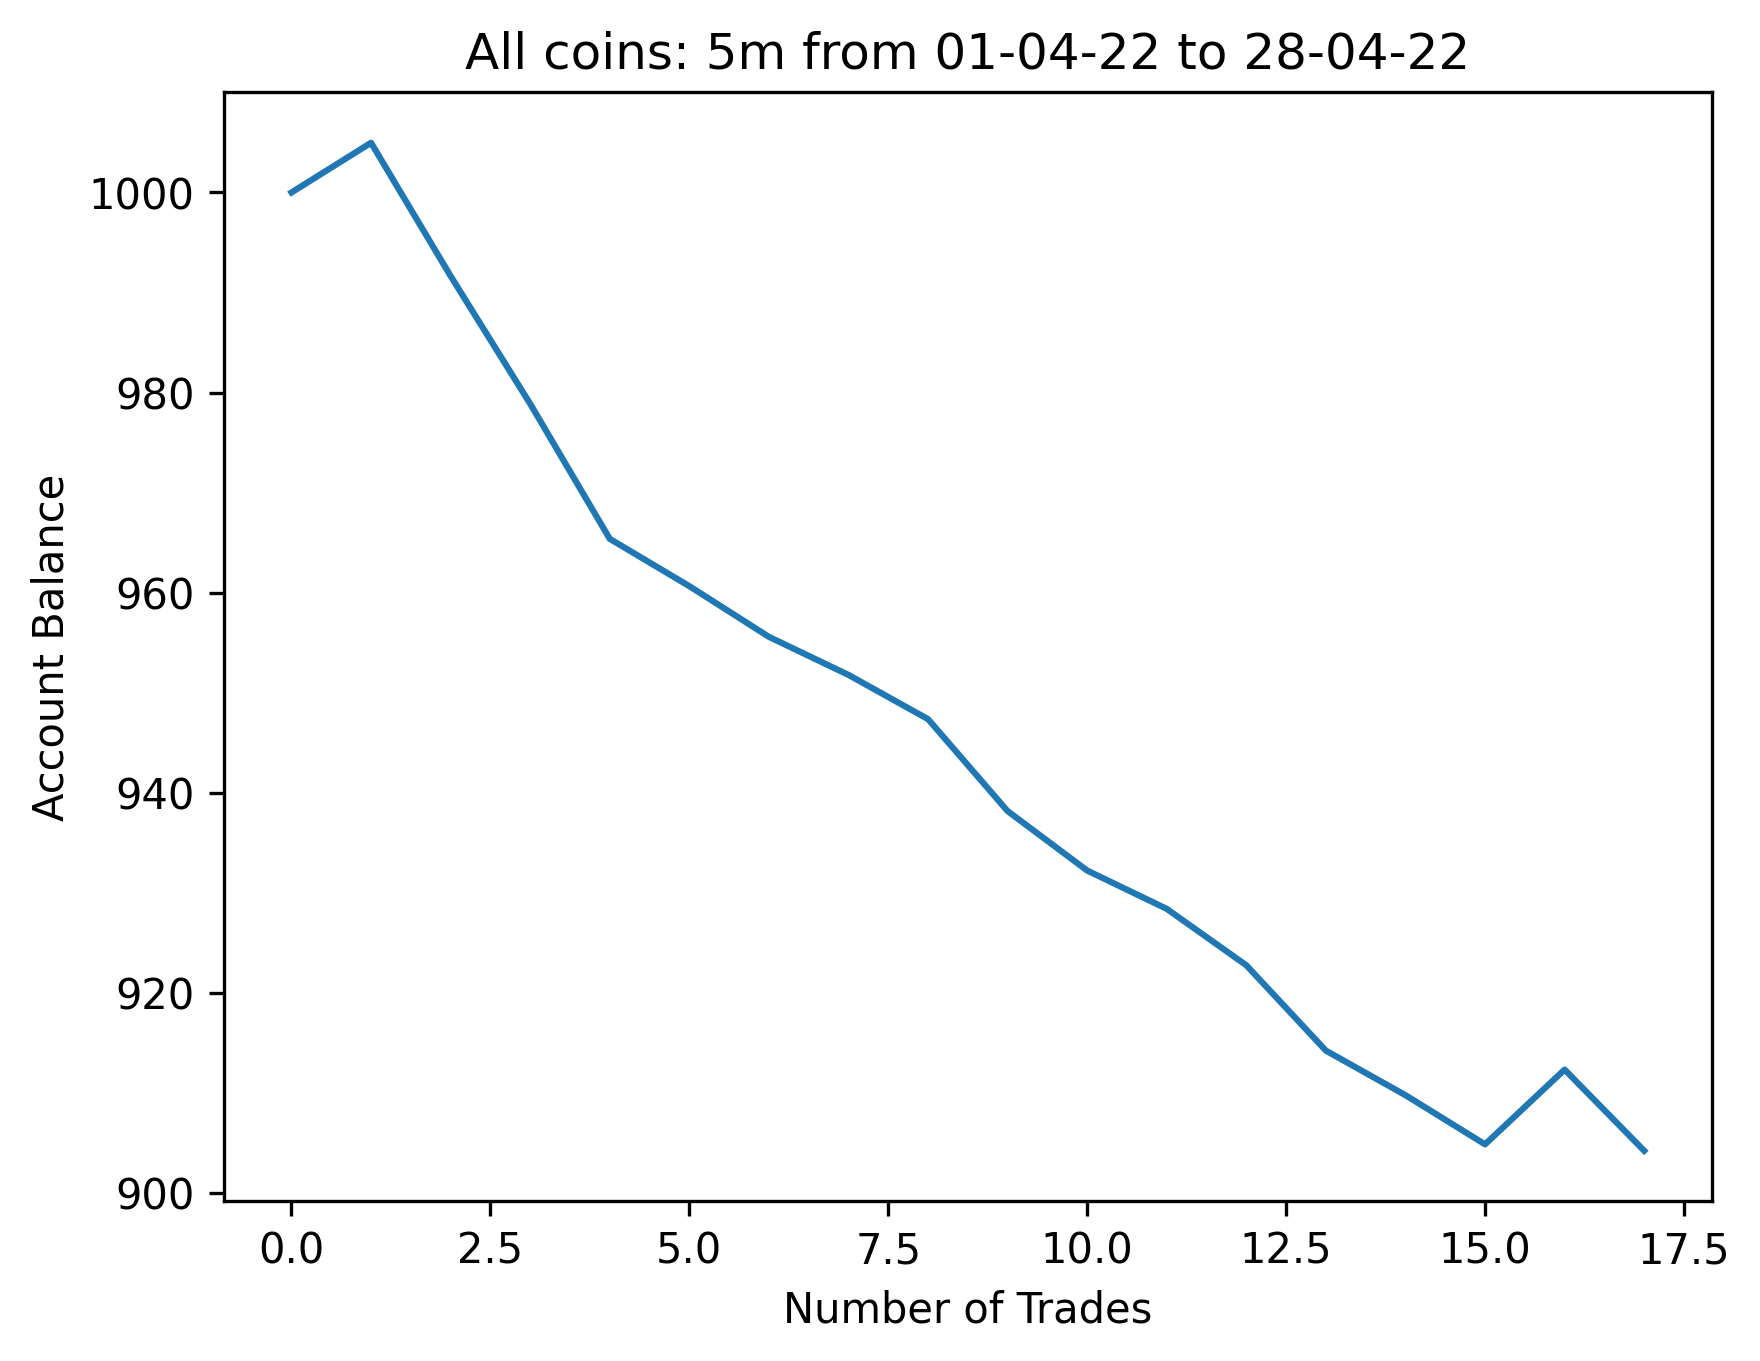 All coins: 5m from 01-04-22 to 28-04-22
Account Balance
1000
980
960
940
920
900
0.0 2.5 5.0 7.5 10.0 12.5 15.0 17.5
Number of Trades